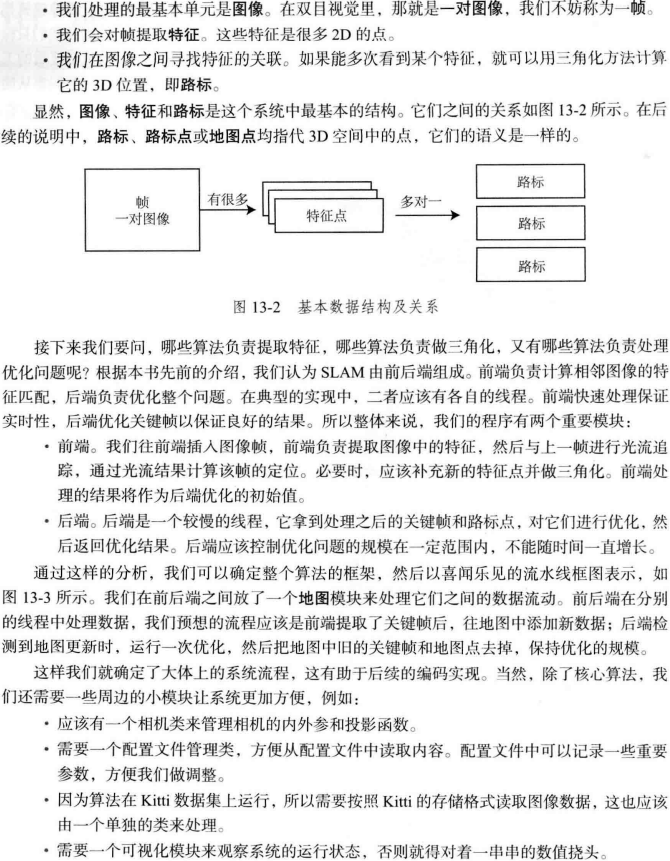 · 我们处理的最基本单元是图像。在双目视觉里，那就是一对图像，我们不妨称为一帧。
· 我们会对帧提取特征。这些特征是很多 2D 的点。
· 我们在图像之间寻找特征的关联。如果能多次看到某个特征，就可以用三角化方法计算
它的 3D 位置，即路标。
显然，图像、特征和路标是这个系统中最基本的结构。它们之间的关系如图 13-2 所示。在后
续的说明中，路标、路标点或地图点均指代 3D 空间中的点，它们的语义是一样的。
帧
一对图像
有很多
特征点
多对一
路标
路标
路标
图 13-2 基本数据结构及关系
接下来我们要问，哪些算法负责提取特征，哪些算法负责做三角化，又有哪些算法负责处理
优化问题呢？根据本书先前的介绍，我们认为 SLAM 由前后端组成。前端负责计算相邻图像的特
征匹配，后端负责优化整个问题。在典型的实现中，二者应该有各自的线程。前端快速处理保证
实时性，后端优化关键帧以保证良好的结果。所以整体来说，我们的程序有两个重要模块：
· 前端。我们往前端插入图像帧，前端负责提取图像中的特征，然后与上一帧进行光流追
踪，通过光流结果计算该帧的定位。必要时，应该补充新的特征点并做三角化。前端处
理的结果将作为后端优化的初始值。
· 后端。后端是一个较慢的线程，它拿到处理之后的关键帧和路标点，对它们进行优化，然
后返回优化结果。后端应该控制优化问题的规模在一定范围内，不能随时间一直增长。
通过这样的分析，我们可以确定整个算法的框架，然后以喜闻乐见的流水线框图表示，如
图 13-3 所示。我们在前后端之间放了一个地图模块来处理它们之间的数据流动。前后端在分别
的线程中处理数据，我们预想的流程应该是前端提取了关键帧后，往地图中添加新数据；后端检
测到地图更新时，运行一次优化，然后把地图中旧的关键帧和地图点去掉，保持优化的规模。
这样我们就确定了大体上的系统流程，这有助于后续的编码实现。当然，除了核心算法，我
们还需要一些周边的小模块让系统更加方便，例如：
· 应该有一个相机类来管理相机的内外参和投影函数。
· 需要一个配置文件管理类，方便从配置文件中读取内容。配置文件中可以记录一些重要
参数，方便我们做调整。
· 因为算法在 Kitti 数据集上运行，所以需要按照 Kitti 的存储格式读取图像数据，这也应该
由一个单独的类来处理。
· 需要一个可视化模块来观察系统的运行状态，否则就得对着一串串的数值挠头。